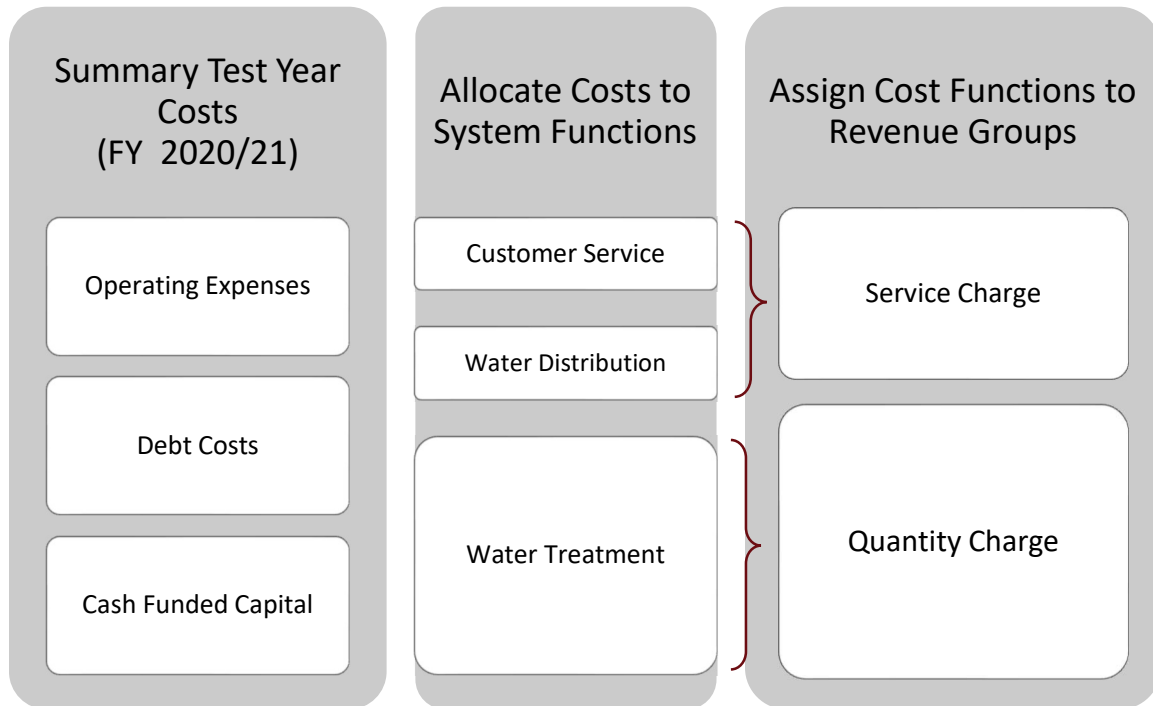 Summary Test Year
Costs
(FY 2020/21)
Operating Expenses
Debt Costs
Cash Funded Capital
Allocate Costs to
System Functions
Customer Service
Water Distribution
Water Treatment
Assign Cost Functions to
Revenue Groups
Service Charge
Quantity Charge